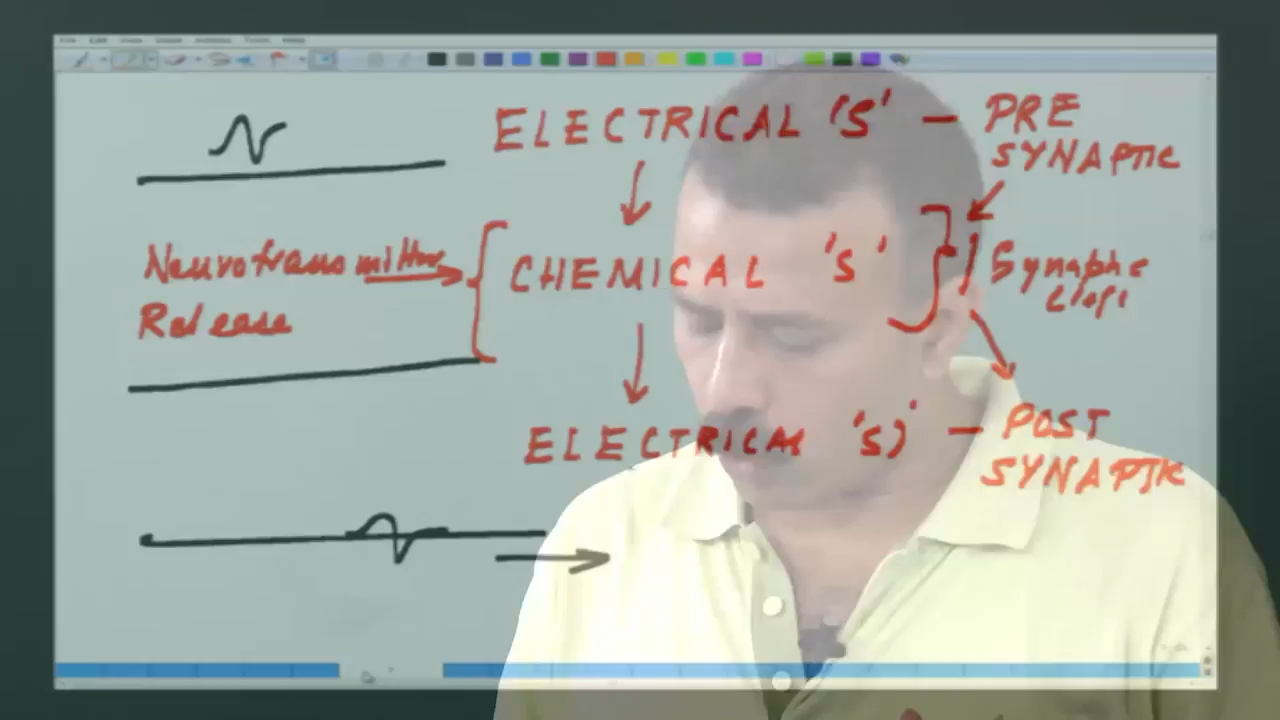 ELECTRICAL 'S' – PRE
SYNAPTIC
Neurotransmitter
Release
CHEMICAL 'S'
Synaptic
cleft
ELECTRICAL 'S' – POST
SYNAPTIC